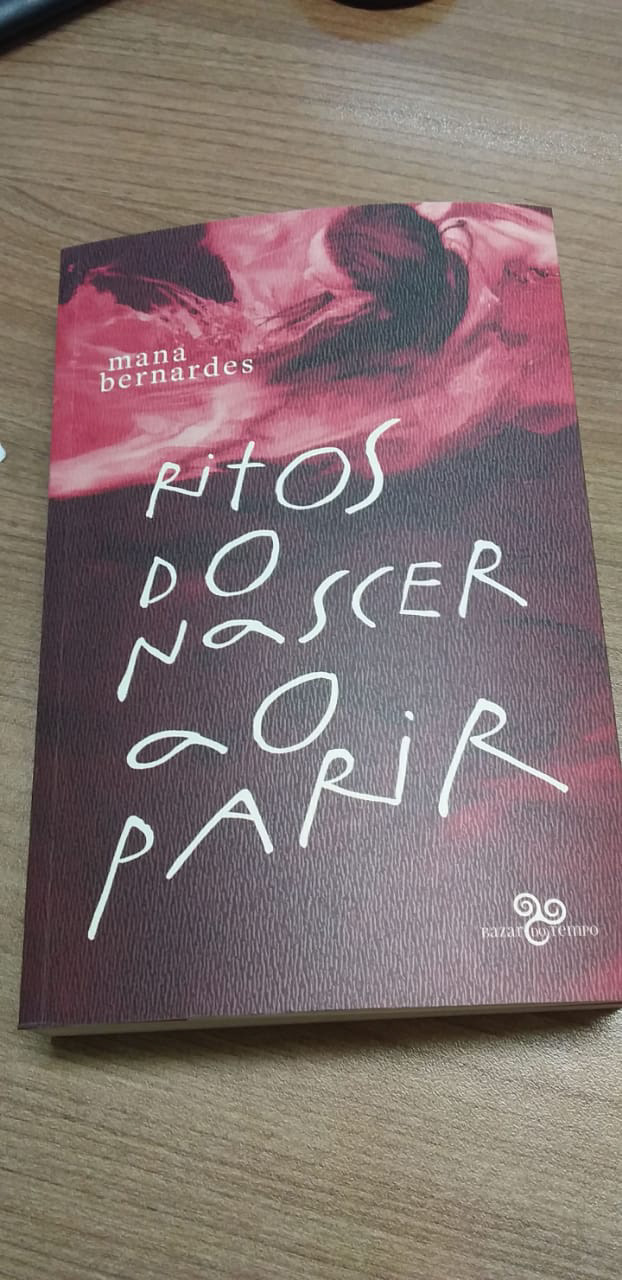 mana
bernardes
RitOS
DO
NaSCER
aO
PARiR
BAZAR DO TEMPO